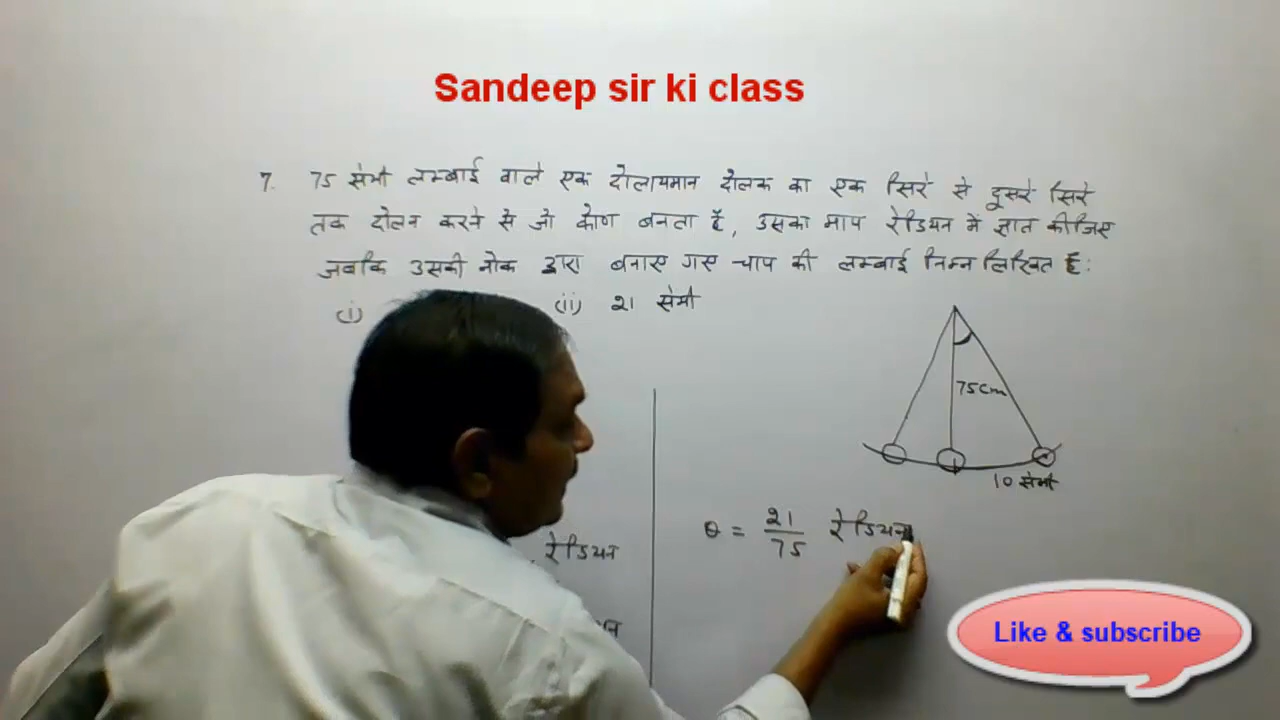 Sandeep sir ki class
7. 75 सेमी लम्बाई वाले एक दोलायमान दोलक का एक सिरे से दूसरे सिरे
तक दोलन करने से जो कोण बनता है, उसका माप रेडियन में ज्ञात कीजिए
जबकि उसकी नोक द्वारा बनाए गए चाप की लम्बाई निम्न लिखित है:
(i) (ii) 21 सेमी
75cm
10 सेमी
θ = 21/75 रेडियन
रेडियन
Like & subscribe